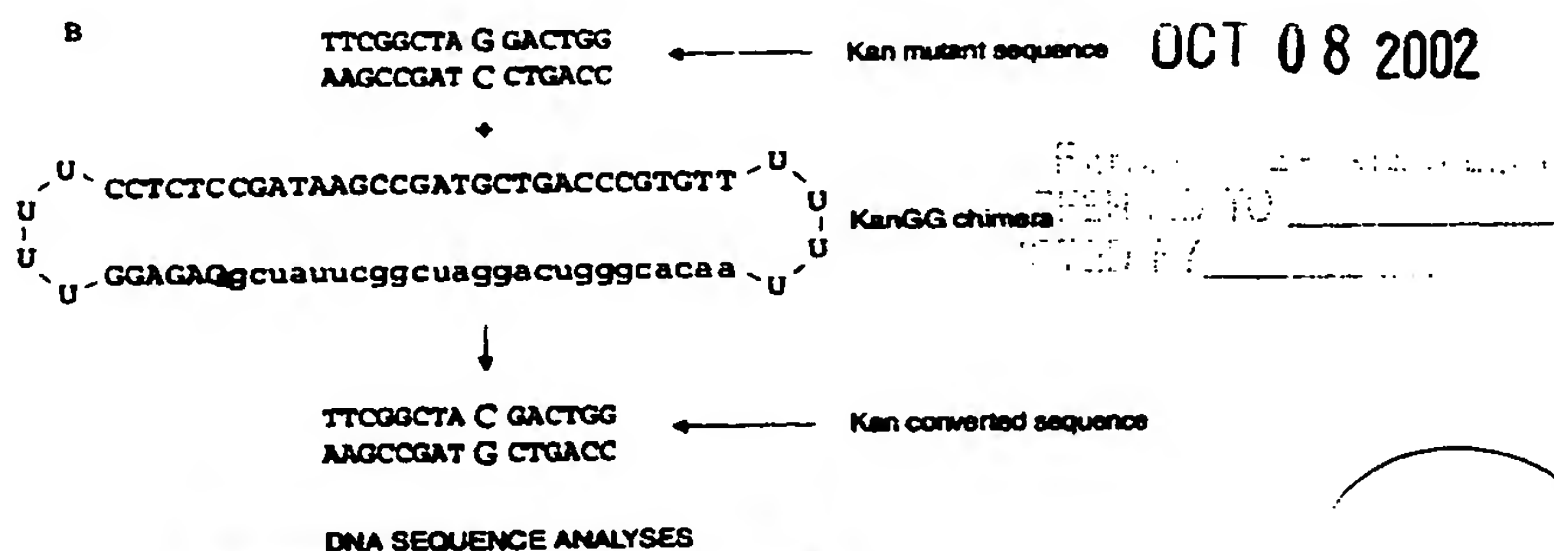 B
TTCGGCTA G GACTGG
AAGCCGAT C CTGACC
Kan mutant sequence
OCT 08 2002
+
U U U U
CCTCTCCGATAAGCCGATGCTGACCCGTGTT
U U U U
KanGG chimera
GGAGAGgcuauucggcuaggacugggcacaa
TTCGGCTA C GACTGG
AAGCCGAT G CTGACC
Kan converted sequence
DNA SEQUENCE ANALYSES